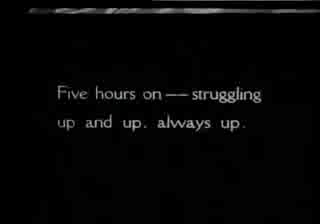 Five hours on — struggling
up and up, always up.